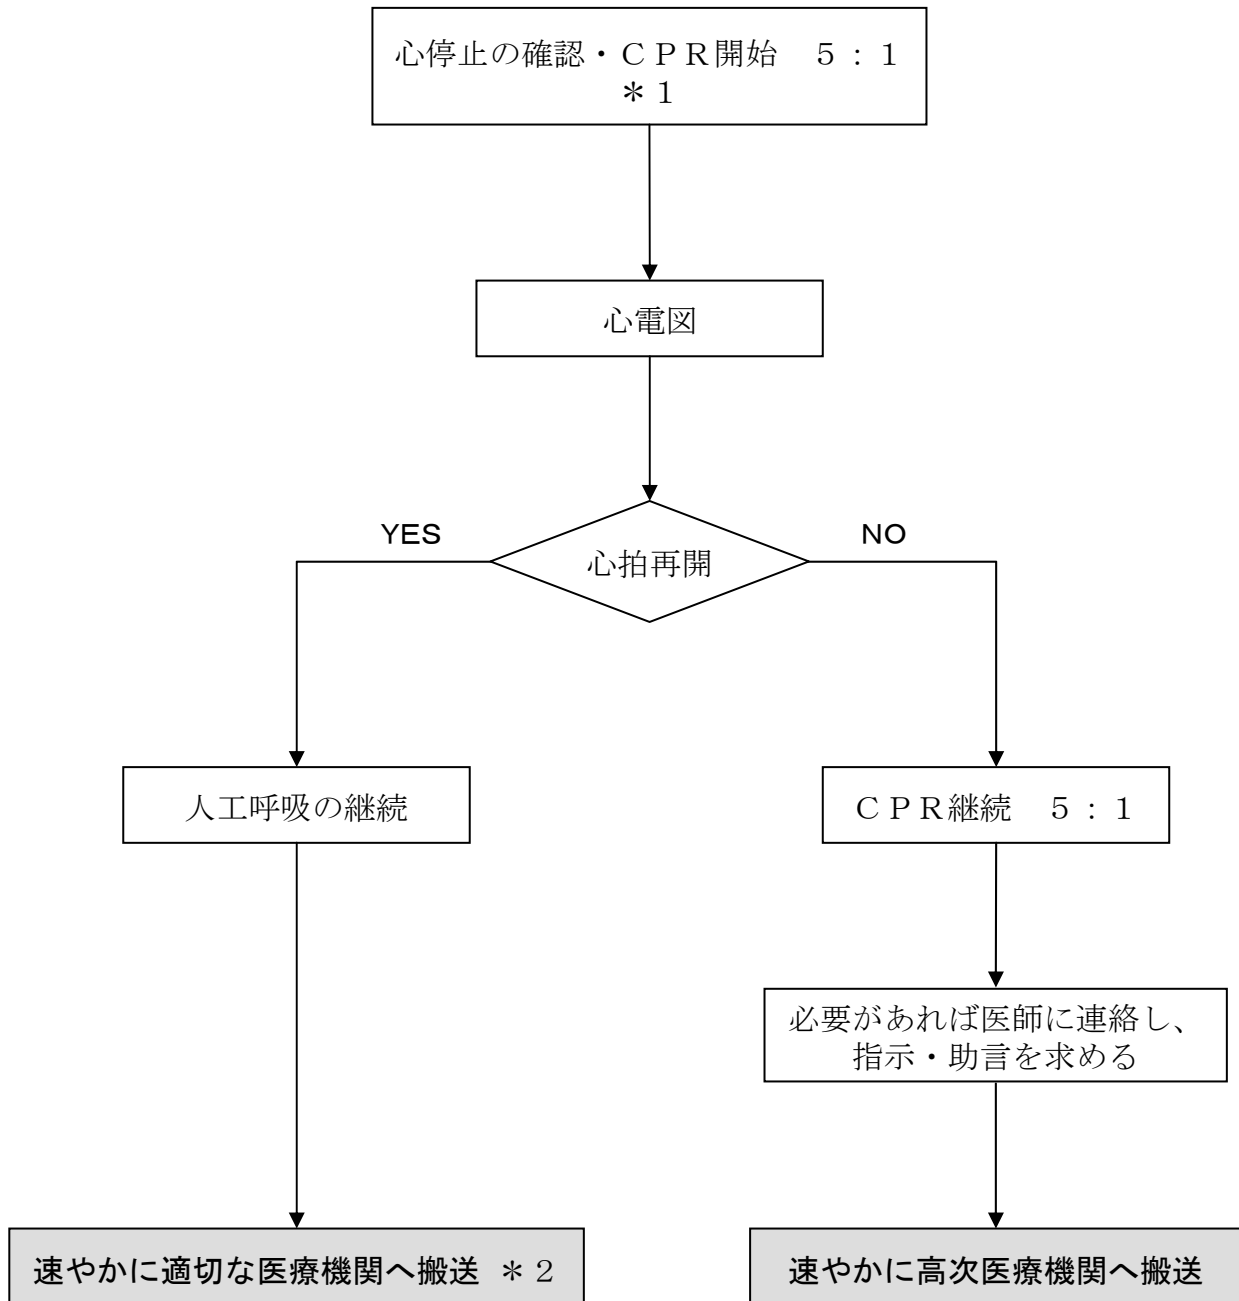 心停止の確認・ＣＰＲ開始　５：１
＊１
心電図
YES
NO
心拍再開
人工呼吸の継続
ＣＰＲ継続　５：１
必要があれば医師に連絡し、
指示・助言を求める
速やかに適切な医療機関へ搬送 ＊２
速やかに高次医療機関へ搬送